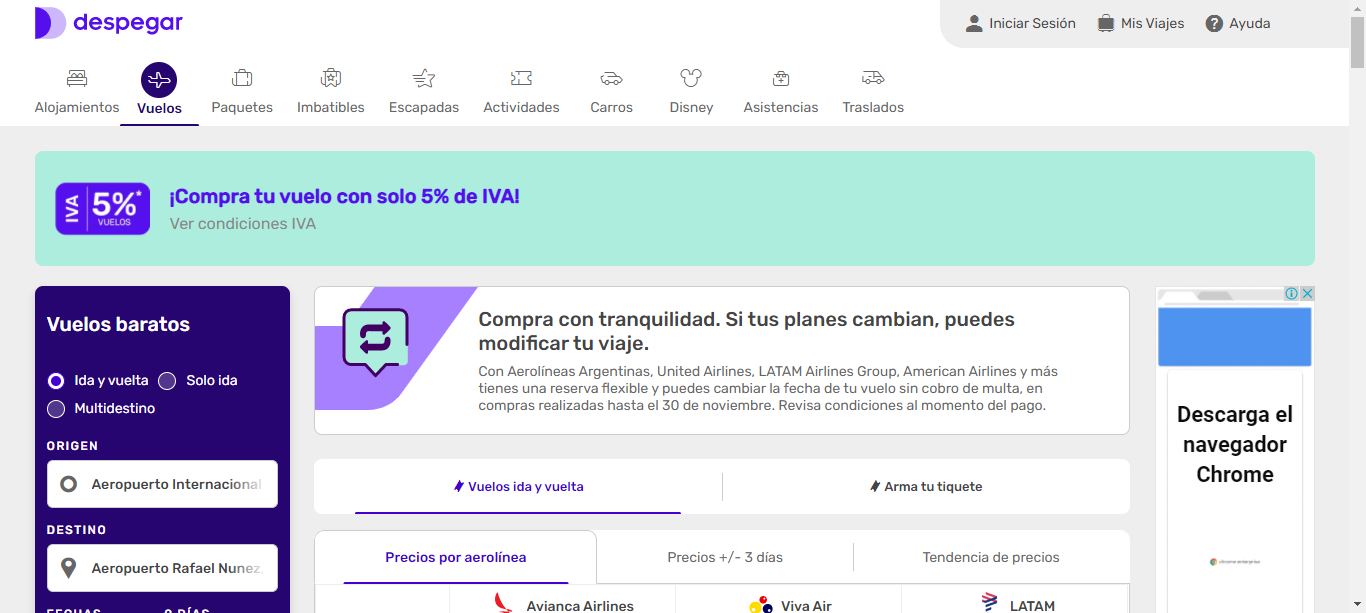 despegar
Iniciar Sesión
Mis Viajes
Ayuda
Alojamientos
Vuelos
Paquetes
Imbatibles
Escapadas
Actividades
Carros
Disney
Asistencias
Traslados
IVA 5%* VUELOS
¡Compra tu vuelo con solo 5% de IVA!
Ver condiciones IVA
Vuelos baratos
Ida y vuelta
Solo ida
Multidestino
ORIGEN
Aeropuerto Internacional
DESTINO
Aeropuerto Rafael Nunez,
FECHAS
0 DÍAS
Compra con tranquilidad. Si tus planes cambian, puedes
modificar tu viaje.
Con Aerolíneas Argentinas, United Airlines, LATAM Airlines Group, American Airlines y más
tienes una reserva flexible y puedes cambiar la fecha de tu vuelo sin cobro de multa, en
compras realizadas hasta el 30 de noviembre. Revisa condiciones al momento del pago.
Vuelos ida y vuelta
Arma tu tiquete
Precios por aerolínea
Precios +/- 3 días
Tendencia de precios
Avianca Airlines
Viva Air
LATAM
Descarga el
navegador
Chrome